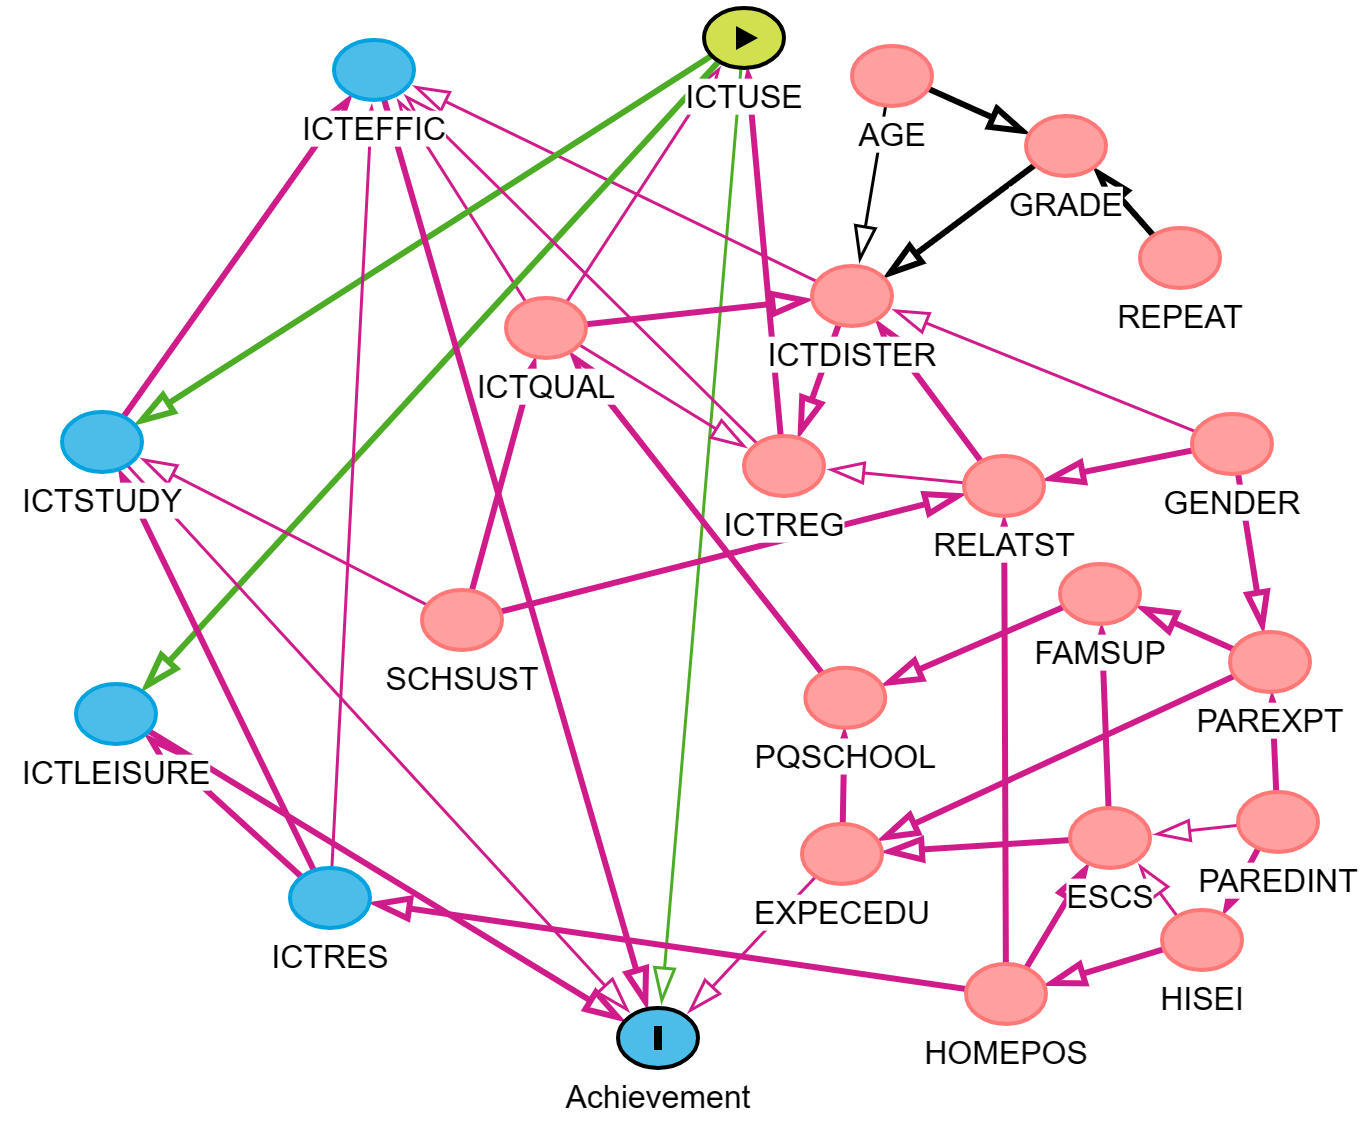 ICTUSE
ICTEFFIC
AGE
GRADE
REPEAT
ICTDISTER
ICTQUAL
ICTSTUDY
GENDER
ICTREG
RELATST
FAMSUP
SCHSUST
PAREXPT
PQSCHOOL
ICTLEISURE
PAREDINT
ESCS
EXPECEDU
ICTRES
HISEI
HOMEPOS
Achievement